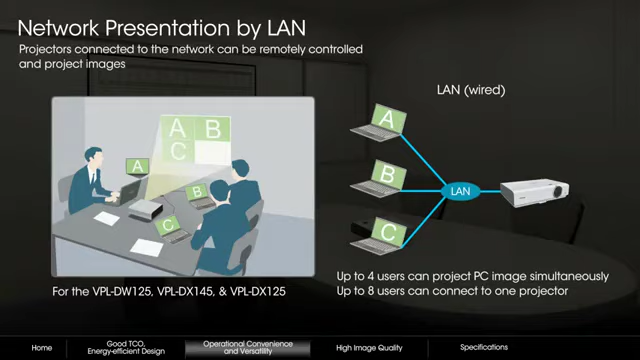 Network Presentation by LAN
Projectors connected to the network can be remotely controlled
and project images
A B
C
A
B
C
For the VPL-DW125, VPL-DX145, & VPL-DX125
LAN (wired)
A
B
C
LAN
Up to 4 users can project PC image simultaneously
Up to 8 users can connect to one projector
Home
Good TCO,
Energy-efficient Design
Operational Convenience
and Versatility
High Image Quality
Specifications